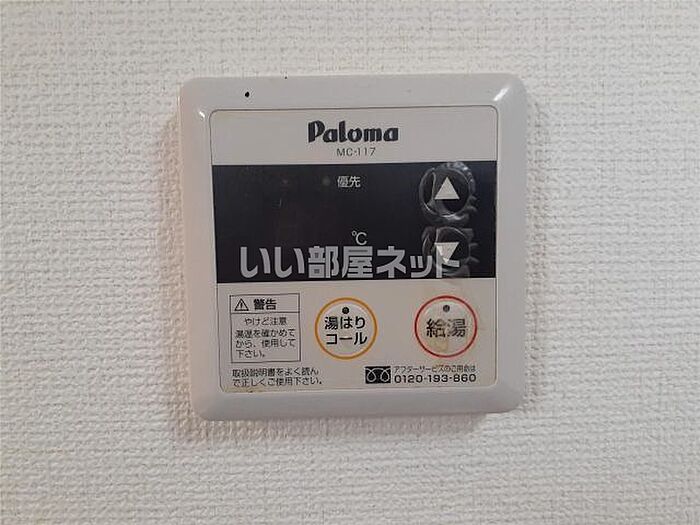 Paloma
MC-117
優先
℃
いい部屋ネット
警告
やけど注意
湯温を確かめて
から、使用して
下さい。
湯はり
コール
給湯
取扱説明書をよく読ん
で正しくご使用下さい。
アフターサービスのご用命は
0120-193-860